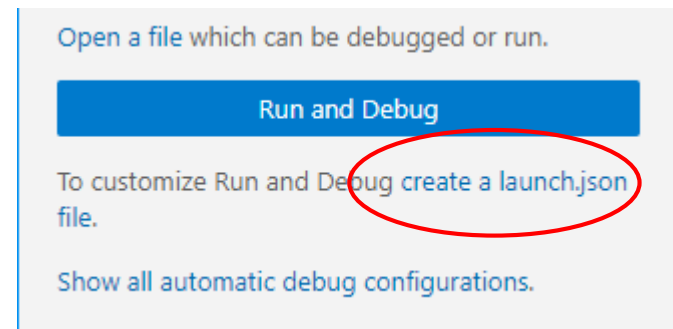 Open a file which can be debugged or run.
Run and Debug
To customize Run and Debug create a launch.json
file.
Show all automatic debug configurations.